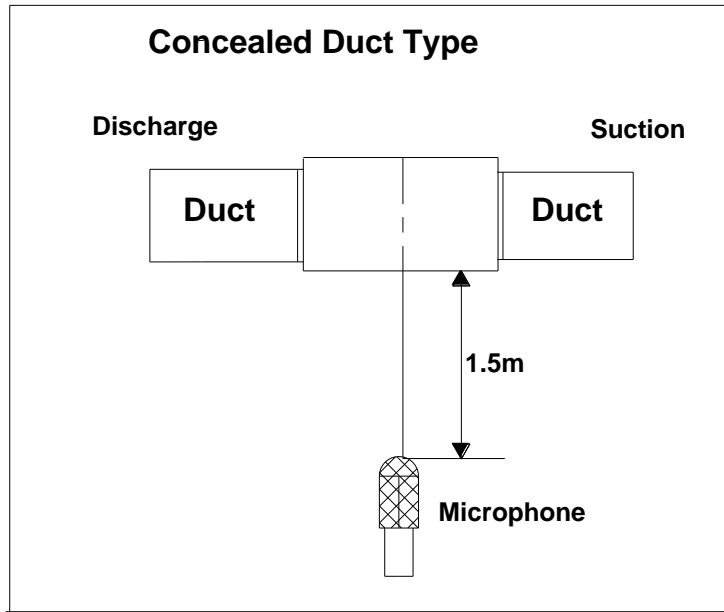 Concealed Duct Type
Discharge
Suction
Duct
Duct
1.5m
Microphone